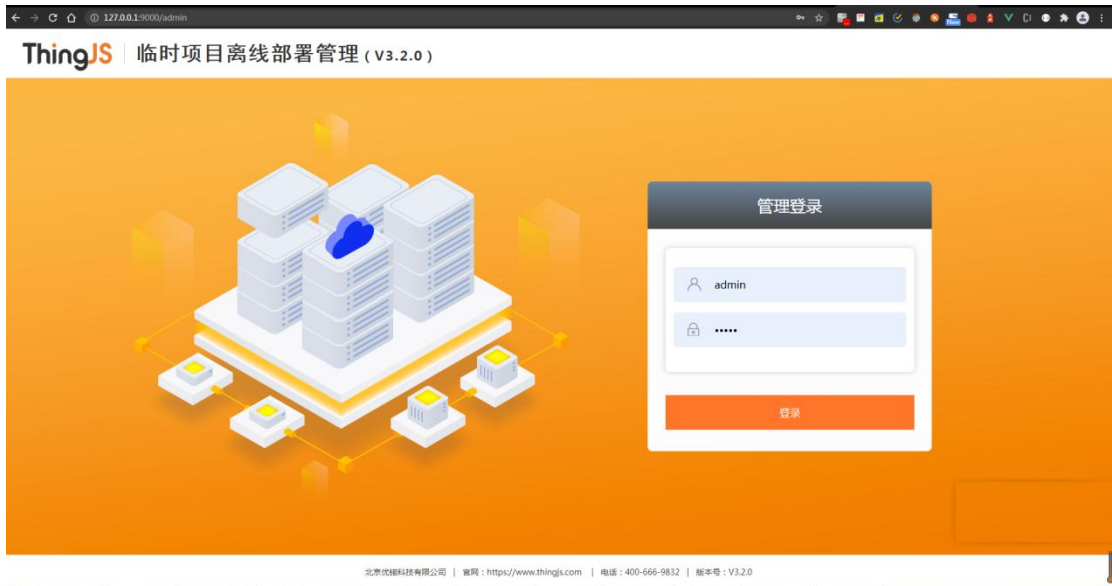 127.0.0.1:9000/admin
ThingJS 临时项目离线部署管理(V3.2.0)
管理登录
admin
•••••
登录
北京优锘科技有限公司 | 官网：https://www.thingjs.com | 电话：400-666-9832 | 版本号：V3.2.0